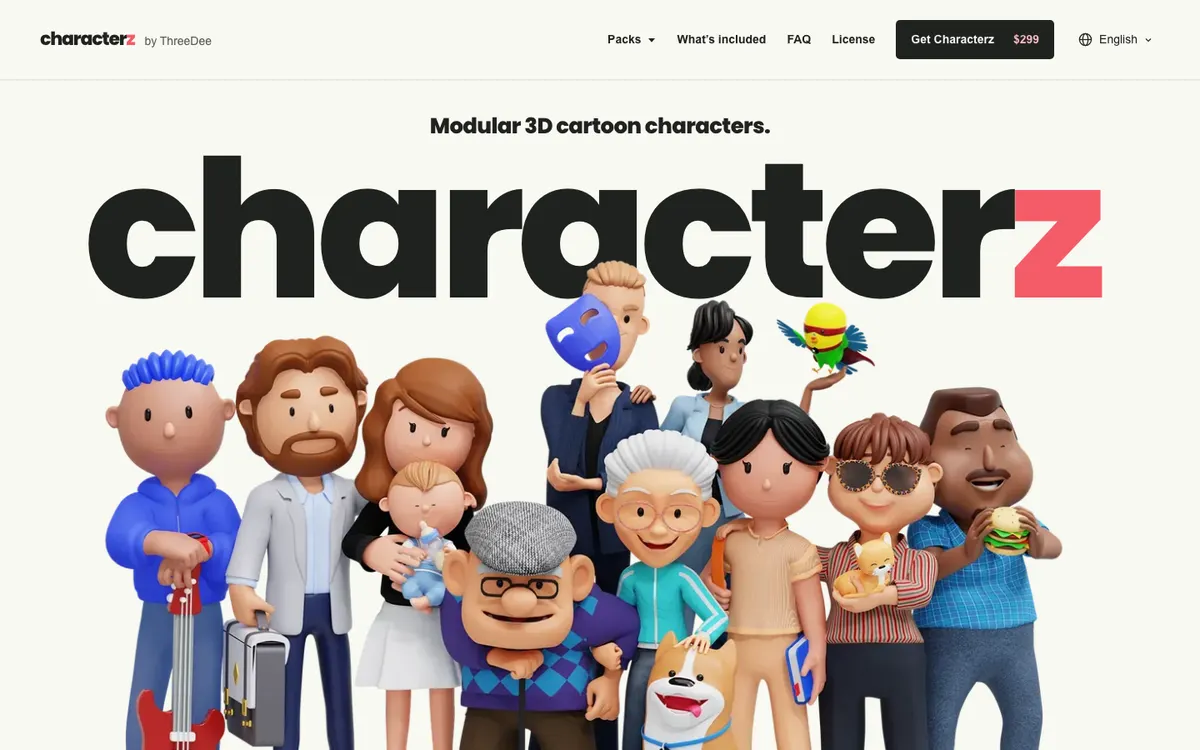 characterz by ThreeDee
Packs What's included FAQ License Get Characterz $299 English
Modular 3D cartoon characters.
characterz